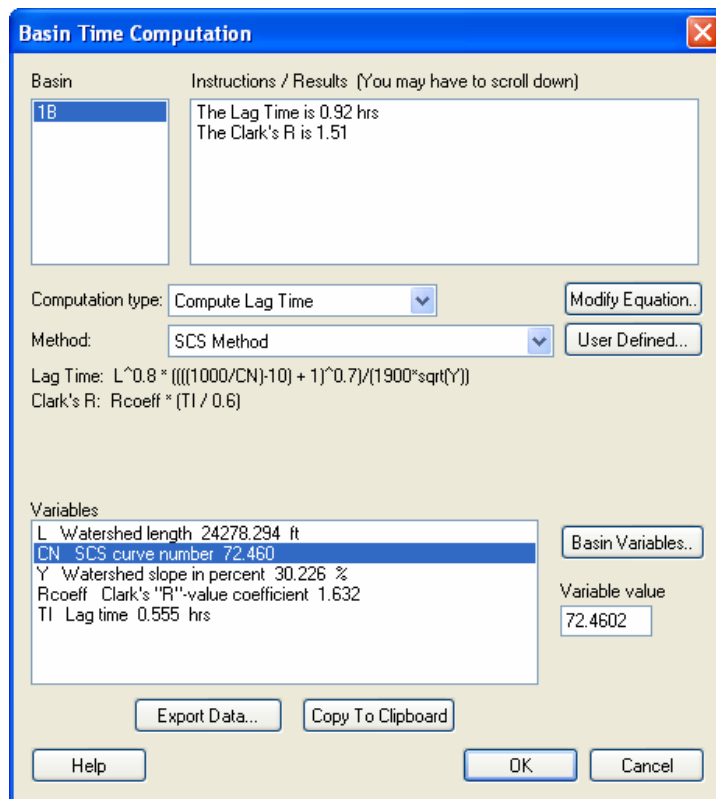 Basin Time Computation
Basin
Instructions / Results (You may have to scroll down)
1B
The Lag Time is 0.92 hrs
The Clark's R is 1.51
Computation type:
Compute Lag Time
Modify Equation..
Method:
SCS Method
User Defined...
Lag Time: L^0.8 * ((((1000/CN)-10) + 1)^0.7)/(1900*sqrt(Y))
Clark's R: Rcoeff * (Tl / 0.6)
Variables
L Watershed length 24278.294 ft
CN SCS curve number 72.460
Y Watershed slope in percent 30.226 %
Rcoeff Clark's "R"-value coefficient 1.632
Tl Lag time 0.555 hrs
Basin Variables..
Variable value
72.4602
Export Data...
Copy To Clipboard
Help
OK
Cancel